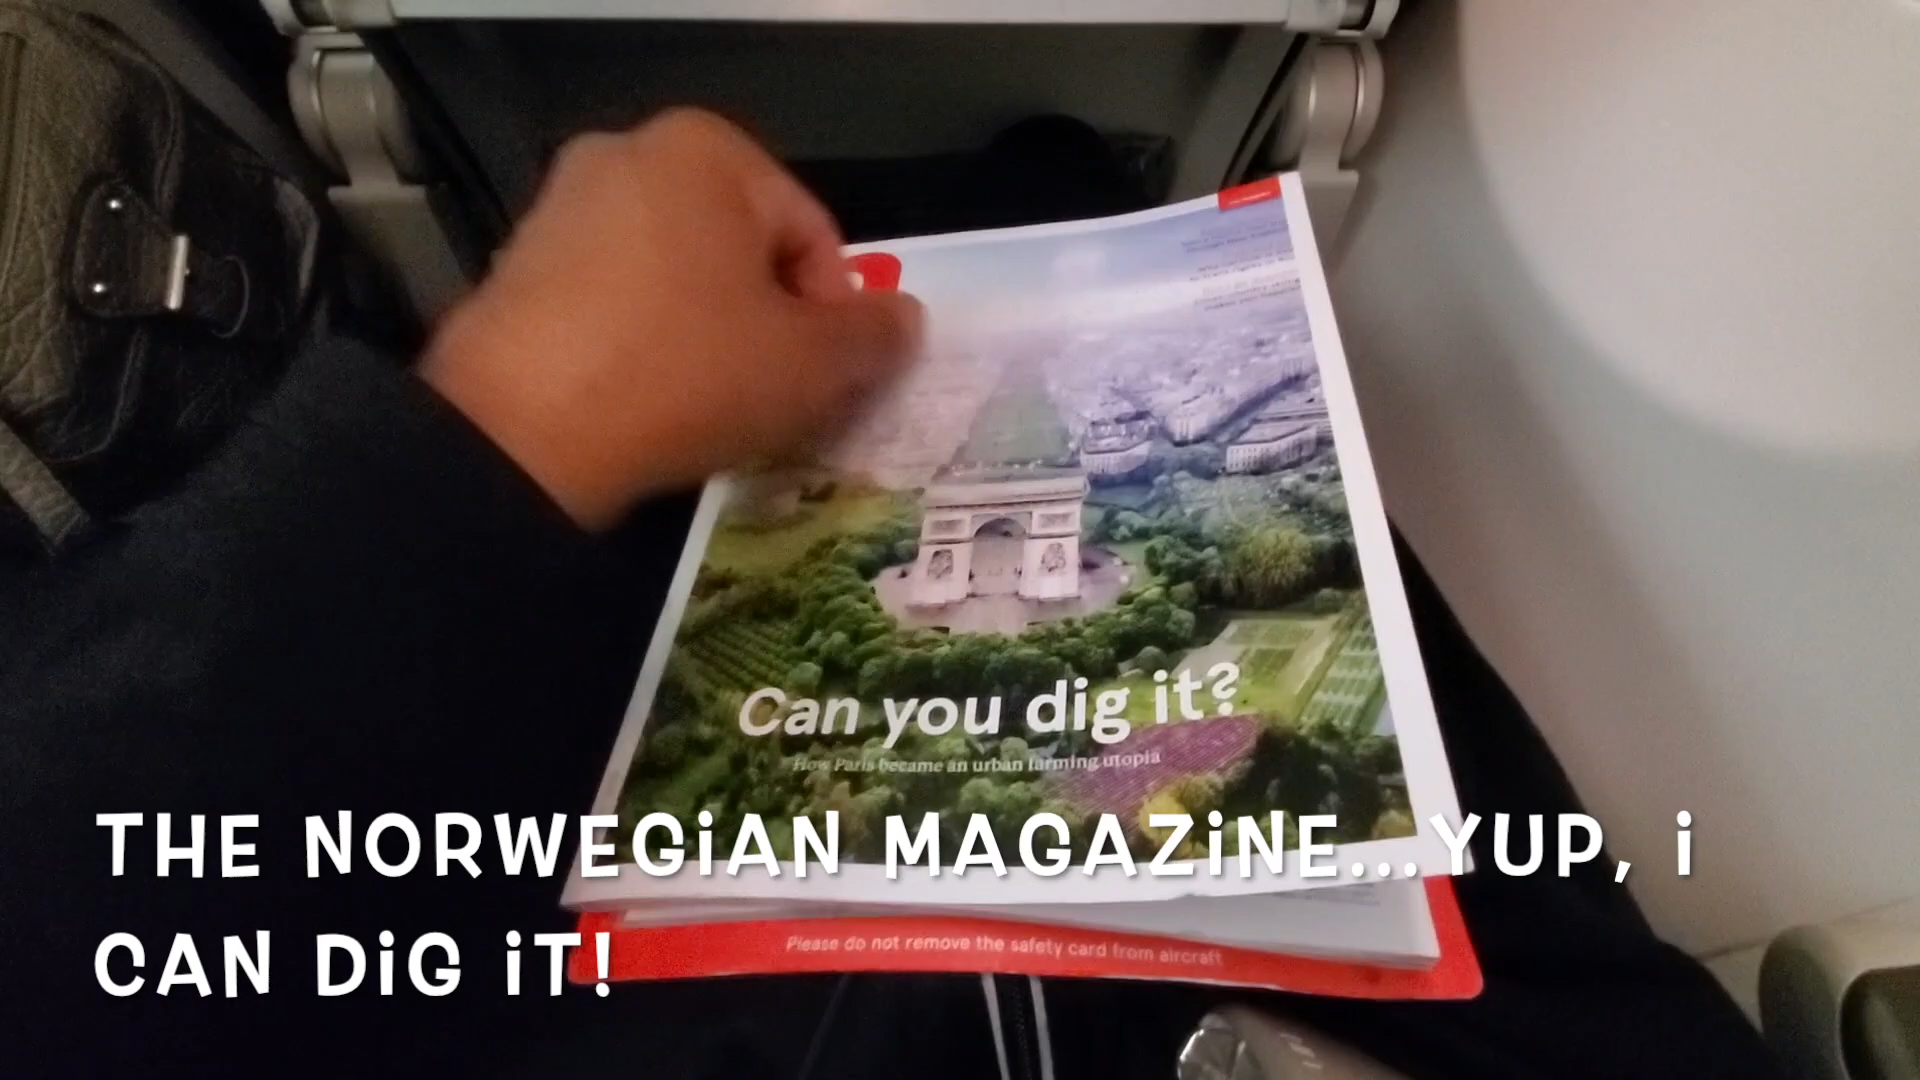 Can you dig it?
How Paris became an urban farming utopia
THE NORWEGiAN MAGAZiNE...YUP, i
CAN DiG iT!
Please do not remove the safety card from aircraft